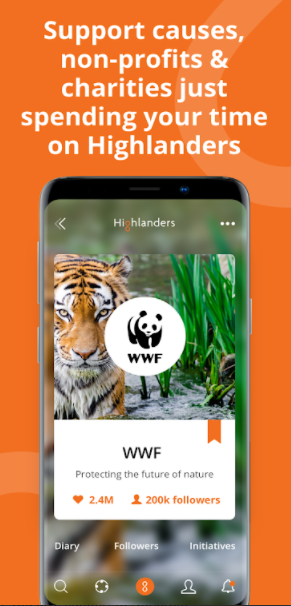 Support causes,
non-profits &
charities just
spending your time
on Highlanders
Highlanders
WWF
WWF
Protecting the future of nature
2.4M 200k followers
Diary Followers Initiatives